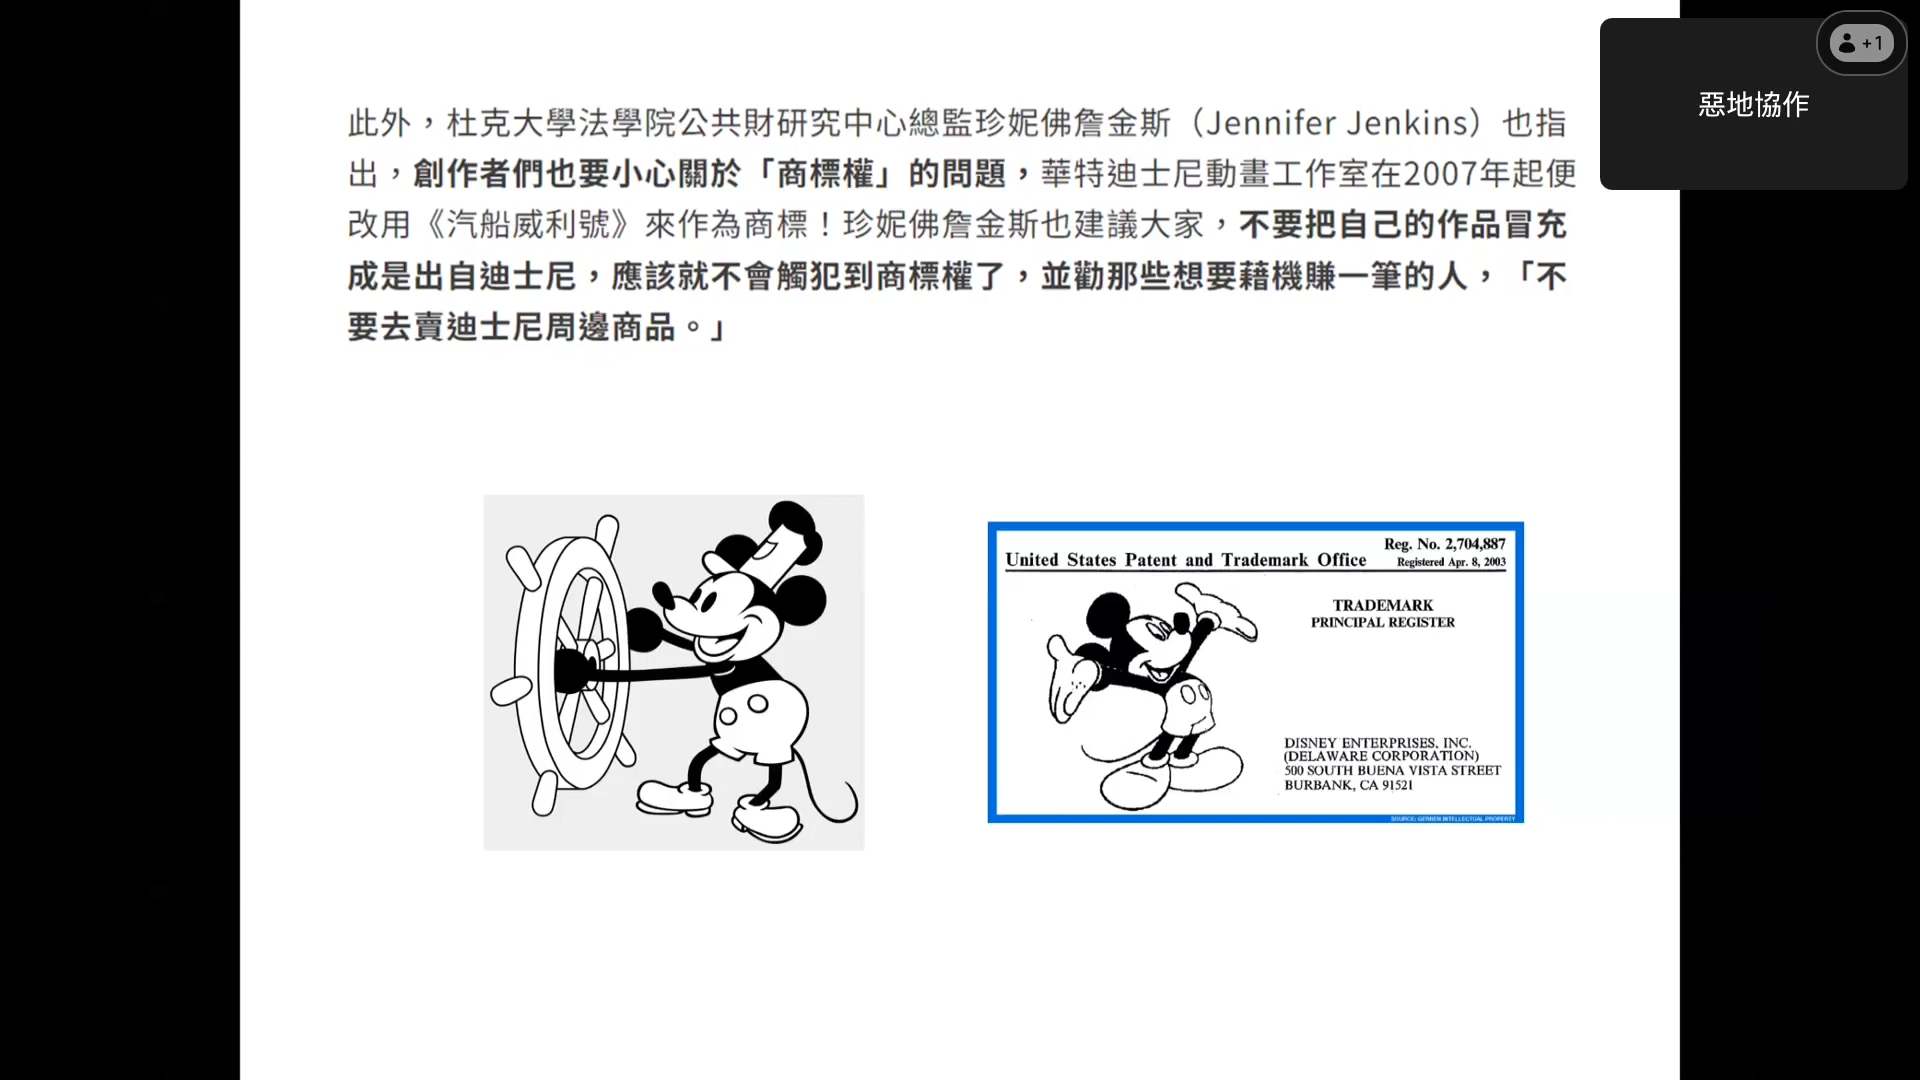 此外，杜克大學法學院公共財研究中心總監珍妮佛詹金斯（Jennifer Jenkins）也指
出，創作者們也要小心關於「商標權」的問題，華特迪士尼動畫工作室在2007年起便
改用《汽船威利號》來作為商標！珍妮佛詹金斯也建議大家，不要把自己的作品冒充
成是出自迪士尼，應該就不會觸犯到商標權了，並勸那些想要藉機賺一筆的人，「不
要去賣迪士尼周邊商品。」
+1
惡地協作
Reg. No. 2,704,887
United States Patent and Trademark Office
Registered Apr. 8, 2003
TRADEMARK
PRINCIPAL REGISTER
DISNEY ENTERPRISES, INC.
(DELAWARE CORPORATION)
500 SOUTH BUENA VISTA STREET
BURBANK, CA 91521
SOURCE: GERBEN INTELLECTUAL PROPERTY